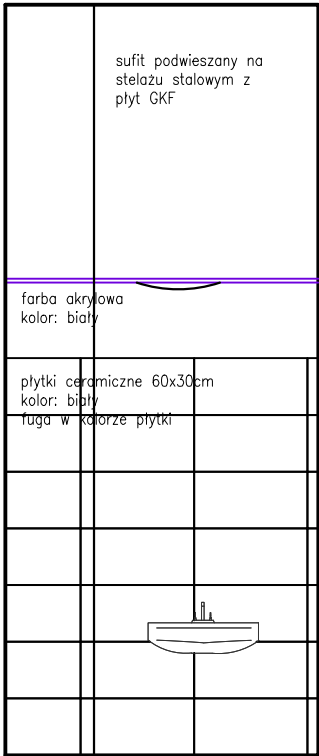 sufit podwieszany na
stelażu stalowym z
płyt GKF
farba akrylowa
kolor: biały
płytki ceramiczne 60x30cm
kolor: biały
fuga w kolorze płytki